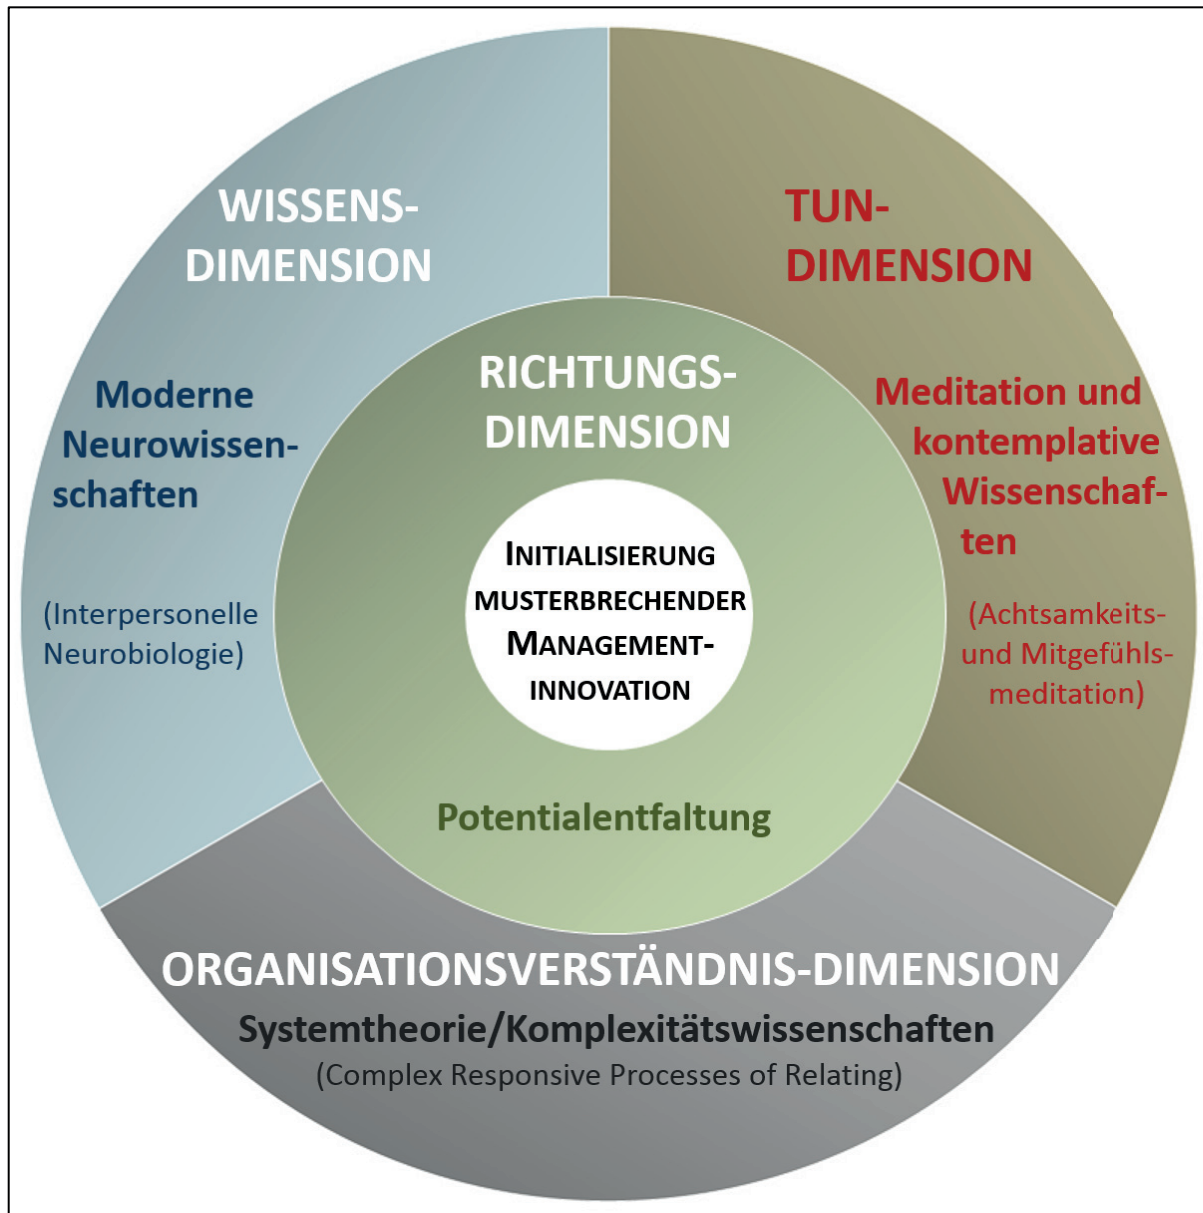 WISSENS-
DIMENSION
Moderne
Neurowissen-
schaften
(Interpersonelle
Neurobiologie)
TUN-
DIMENSION
Meditation und
kontemplative
Wissenschaf-
ten
(Achtsamkeits-
und Mitgefühls-
meditation)
RICHTUNGS-
DIMENSION
INITIALISIERUNG
MUSTERBRECHENDER
MANAGEMENT-
INNOVATION
Potentialentfaltung
ORGANISATIONSVERSTÄNDNIS-DIMENSION
Systemtheorie/Komplexitätswissenschaften
(Complex Responsive Processes of Relating)